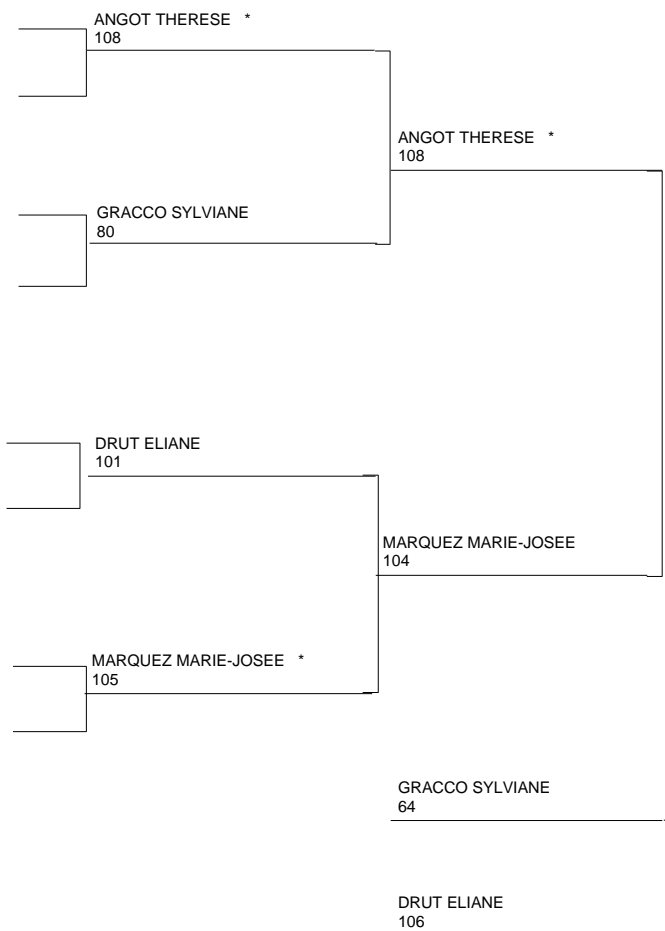 ANGOT THERESE *
108
ANGOT THERESE *
108
GRACCO SYLVIANE
80
DRUT ELIANE
101
MARQUEZ MARIE-JOSEE
104
MARQUEZ MARIE-JOSEE *
105
GRACCO SYLVIANE
64
DRUT ELIANE
106